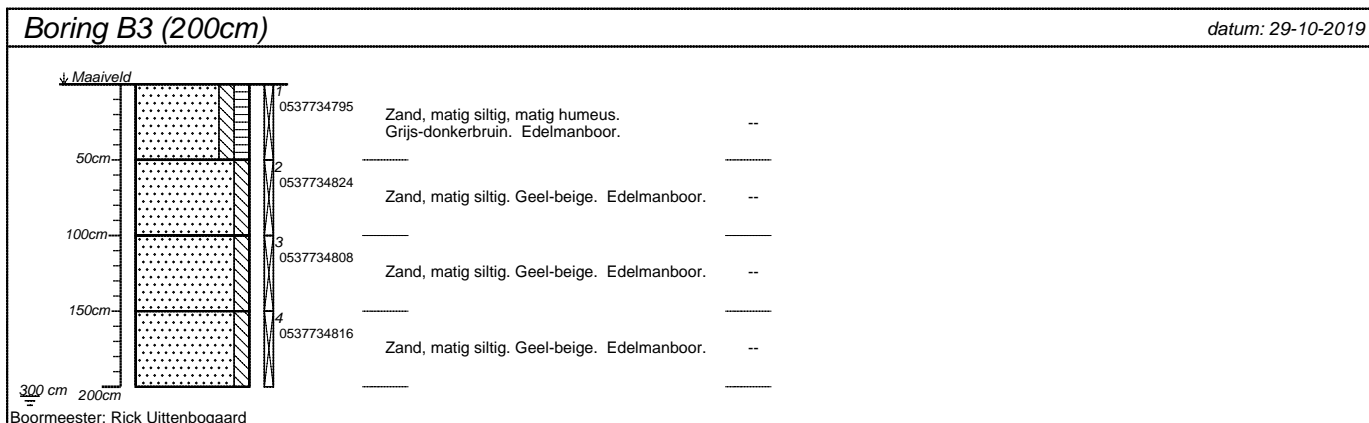 Boring B3 (200cm)
datum: 29-10-2019
Maaiveld
1
0537734795
Zand, matig siltig, matig humeus.
Grijs-donkerbruin. Edelmanboor.
--
50cm
2
0537734824
Zand, matig siltig. Geel-beige. Edelmanboor.
--
100cm
3
0537734808
Zand, matig siltig. Geel-beige. Edelmanboor.
--
150cm
4
0537734816
Zand, matig siltig. Geel-beige. Edelmanboor.
--
300 cm
200cm
Boormeester: Rick Uittenbogaard